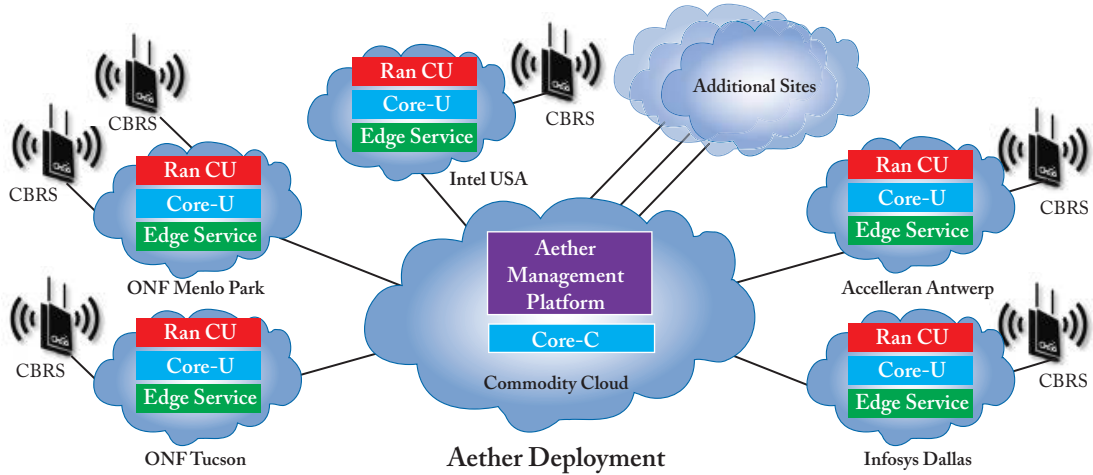 CBRS
CBRS
Ran CU
Core-U
Edge Service
ONF Menlo Park
Ran CU
Core-U
Edge Service
Intel USA
CBRS
Additional Sites
Ran CU
Core-U
Edge Service
Accelleran Antwerp
CBRS
CBRS
Ran CU
Core-U
Edge Service
ONF Tucson
Aether
Management
Platform
Core-C
Commodity Cloud
Ran CU
Core-U
Edge Service
Infosys Dallas
CBRS
Aether Deployment